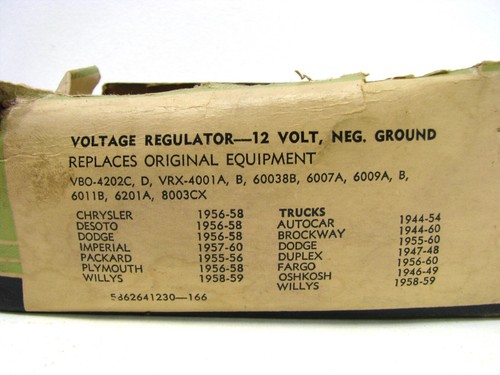 VOLTAGE REGULATOR—12 VOLT, NEG. GROUND
REPLACES ORIGINAL EQUIPMENT
VBO-4202C, D, VRX-4001A, B, 60038B, 6007A, 6009A, B,
6011B, 6201A, 8003CX
CHRYSLER 1956-58
DESOTO 1956-58
DODGE 1956-58
IMPERIAL 1957-60
PACKARD 1955-56
PLYMOUTH 1956-58
WILLYS 1958-59
5862641230—166
TRUCKS
AUTOCAR 1944-54
BROCKWAY 1944-60
DODGE 1955-60
DUPLEX 1947-48
FARGO 1956-60
OSHKOSH 1946-49
WILLYS 1958-59